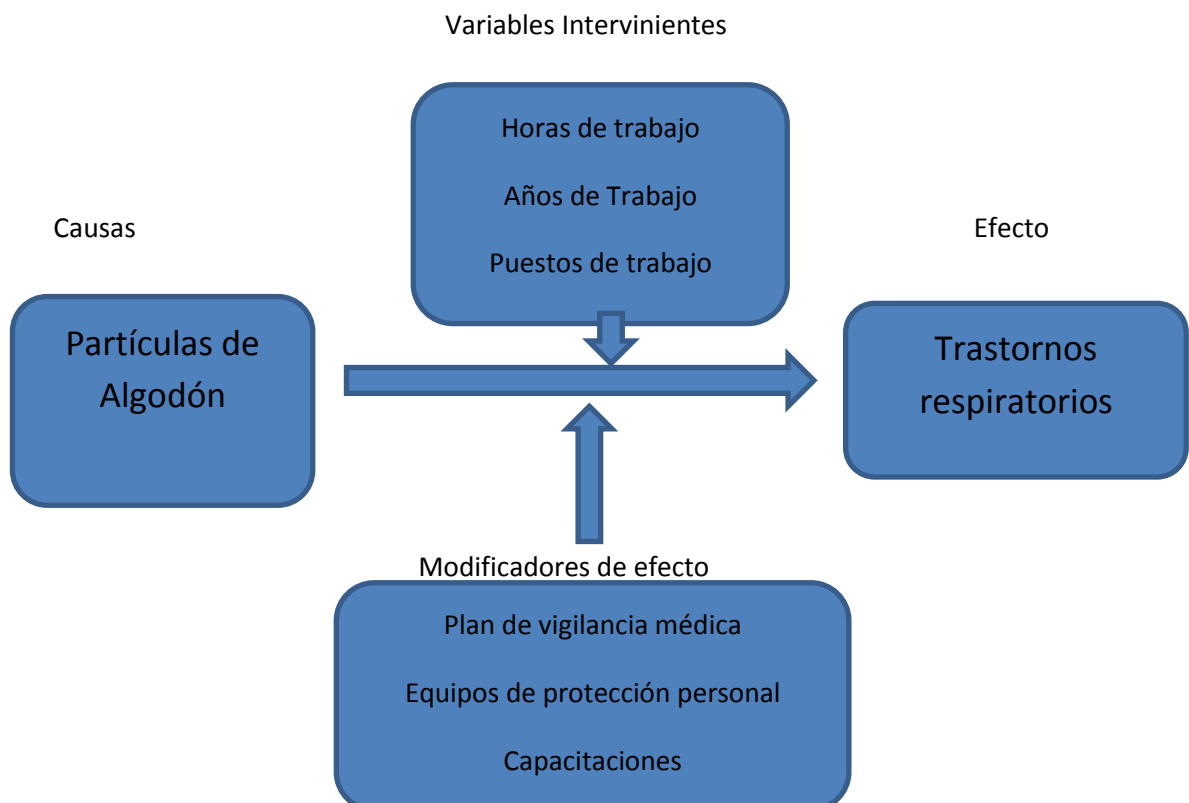 Variables Intervinientes
Horas de trabajo
Años de Trabajo
Puestos de trabajo
Causas
Efecto
Partículas de
Algodón
Trastornos
respiratorios
Modificadores de efecto
Plan de vigilancia médica
Equipos de protección personal
Capacitaciones